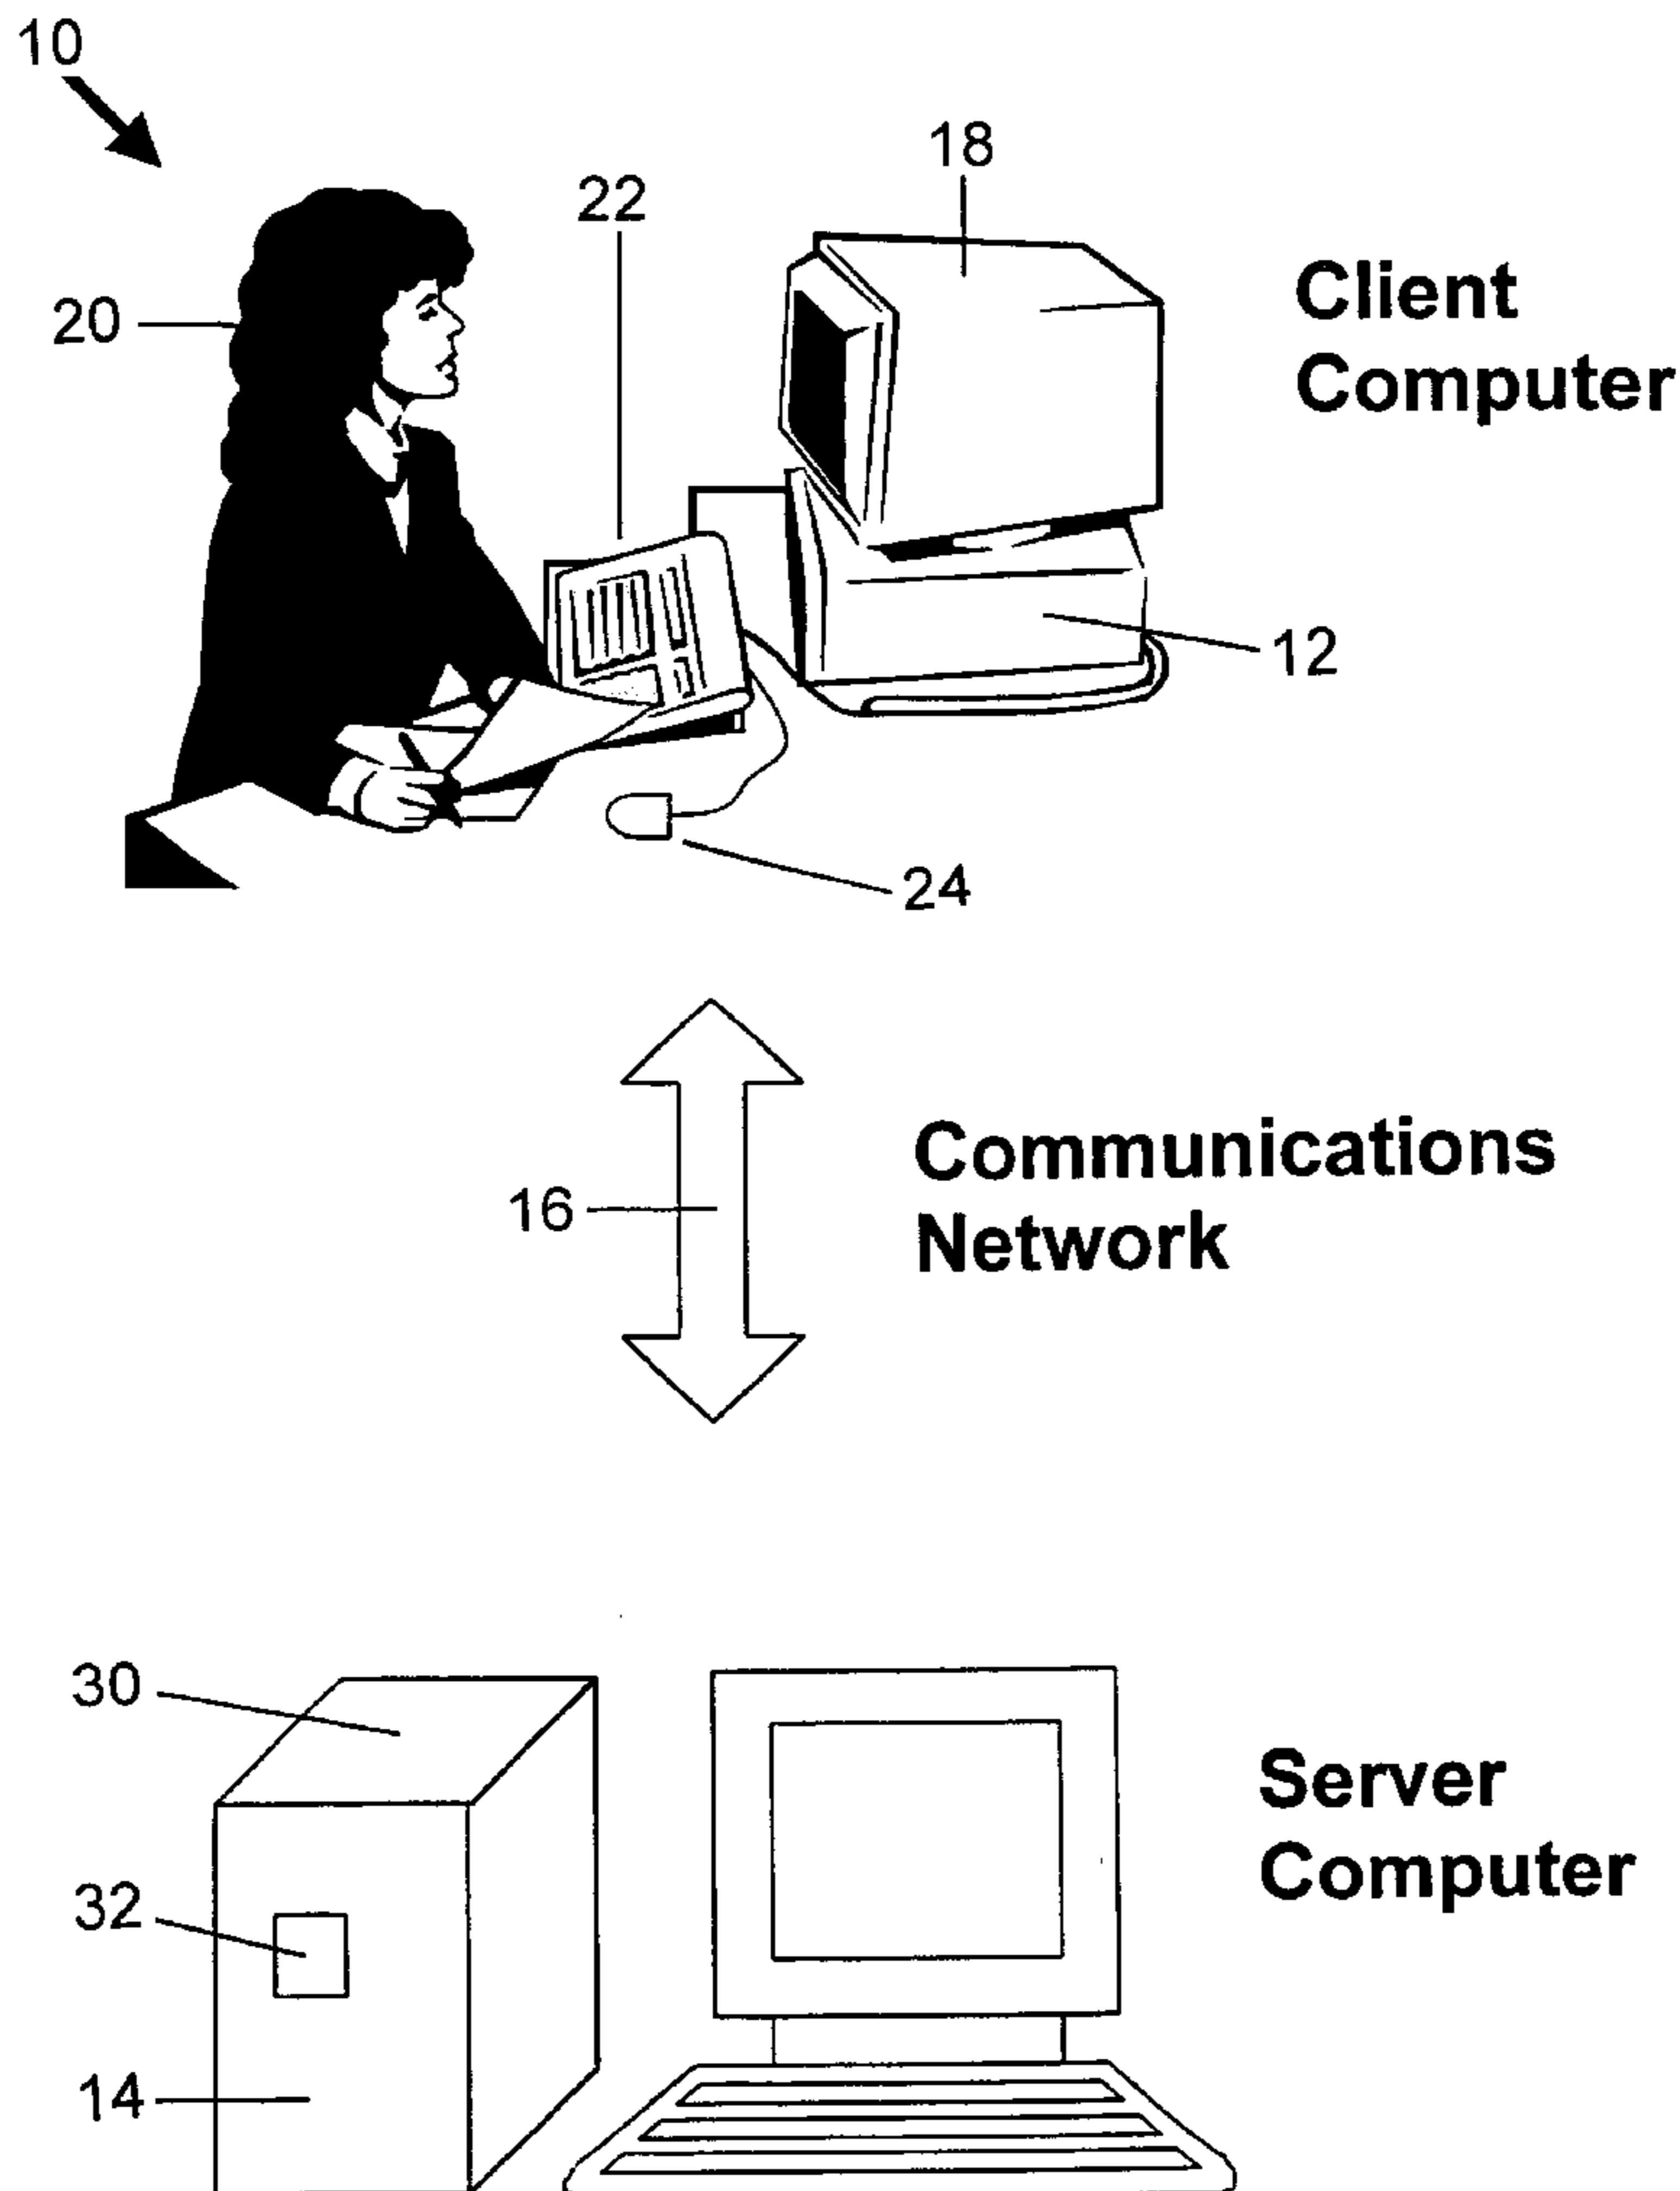 10
18
22
20
Client
Computer
12
24
Communications
Network
16
30
Server
Computer
32
14